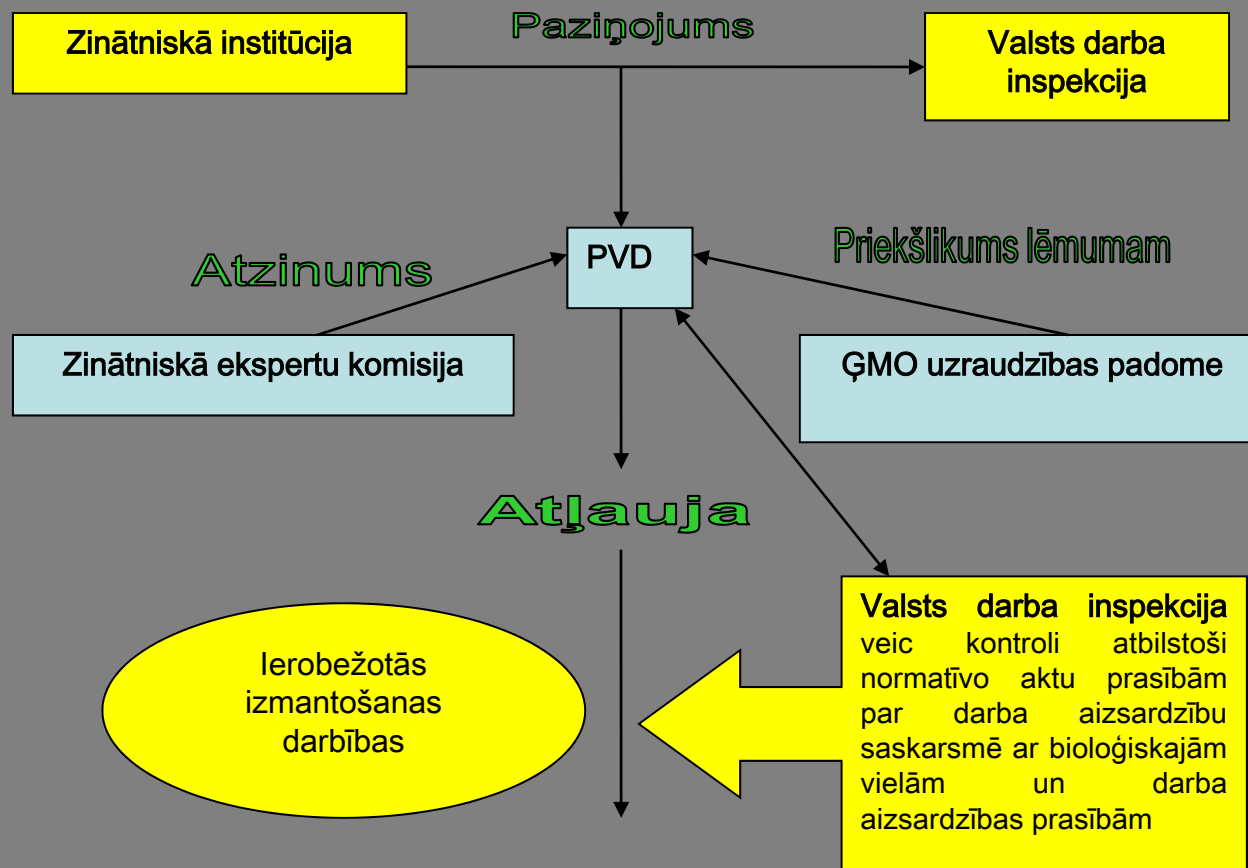 Zinātniskā institūcija
Paziņojums
Valsts darba
inspekcija
PVD
Atzinums
Priekšlikums lēmumam
Zinātniskā ekspertu komisija
ĢMO uzraudzības padome
Atļauja
Ierobežotās
izmantošanas
darbības
Valsts darba inspekcija
veic kontroli atbilstoši
normatīvo aktu prasībām
par darba aizsardzību
saskarsmē ar bioloģiskajām
vielām un darba
aizsardzības prasībām